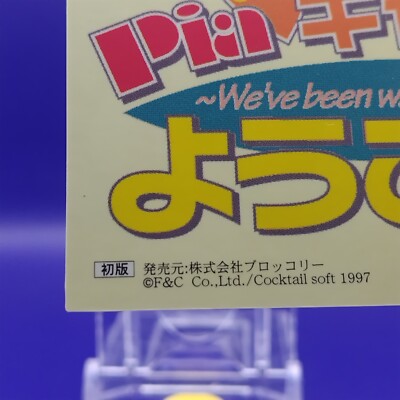 Piaキャ
~We've been w
ようこ
初版 発売元:株式会社ブロッコリー
©F&C Co.,Ltd./Cocktail soft 1997